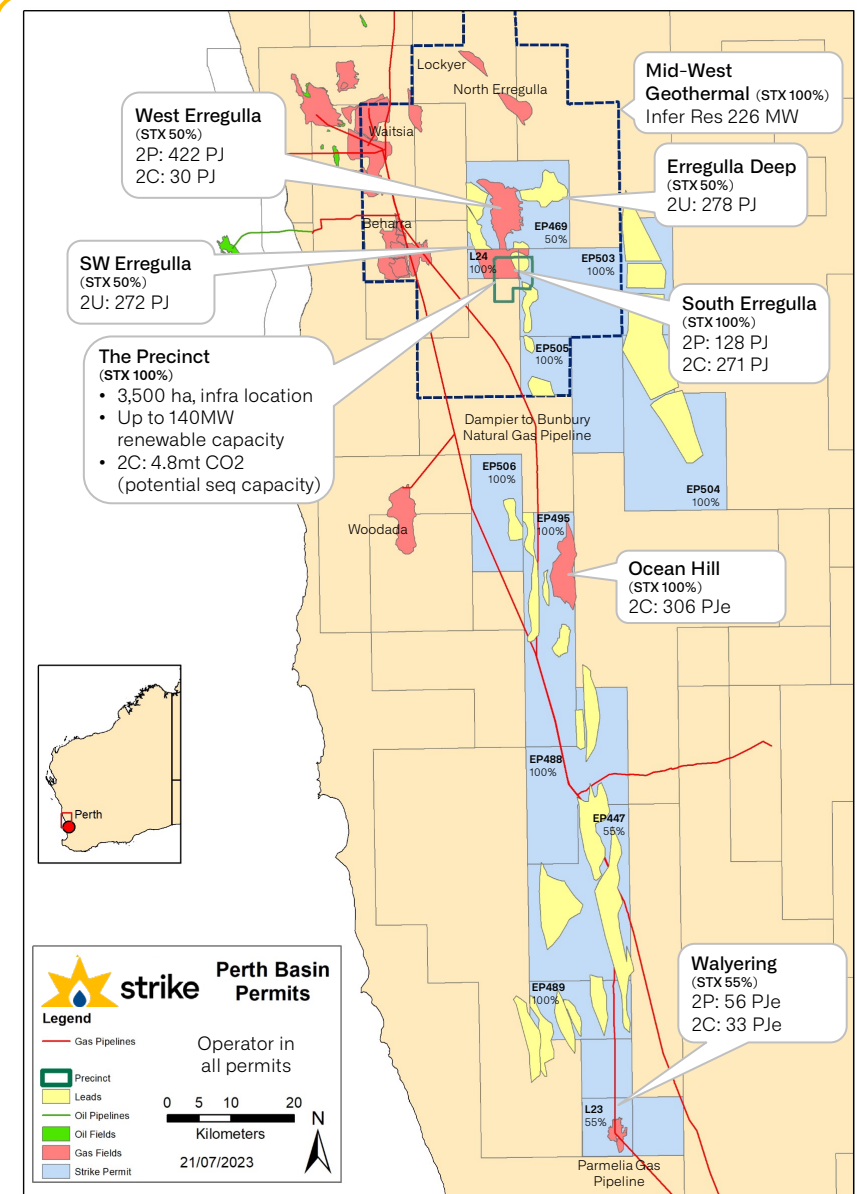 Lockyer
North Erregulla
Mid-West
Geothermal (STX 100%)
Infer Res 226 MW
West Erregulla
(STX 50%)
2P: 422 PJ
2C: 30 PJ
Waitsia
Erregulla Deep
(STX 50%)
2U: 278 PJ
Beharra
EP469
50%
SW Erregulla
(STX 50%)
2U: 272 PJ
L24
100%
EP503
100%
South Erregulla
(STX 100%)
2P: 128 PJ
2C: 271 PJ
The Precinct
(STX 100%)
• 3,500 ha, infra location
• Up to 140MW
renewable capacity
• 2C: 4.8mt CO2
(potential seq capacity)
EP505
100%
Dampier to Bunbury
Natural Gas Pipeline
EP506
100%
EP504
100%
Woodada
EP495
100%
Ocean Hill
(STX 100%)
2C: 306 PJe
Perth
EP488
100%
EP447
55%
Walyering
(STX 55%)
2P: 56 PJe
2C: 33 PJe
EP489
100%
L23
55%
Parmelia Gas
Pipeline
strike
Perth Basin
Permits
Legend
Gas Pipelines
Precinct
Leads
Oil Pipelines
Oil Fields
Gas Fields
Strike Permit
Operator in
all permits
0 5 10 20
Kilometers
N
21/07/2023